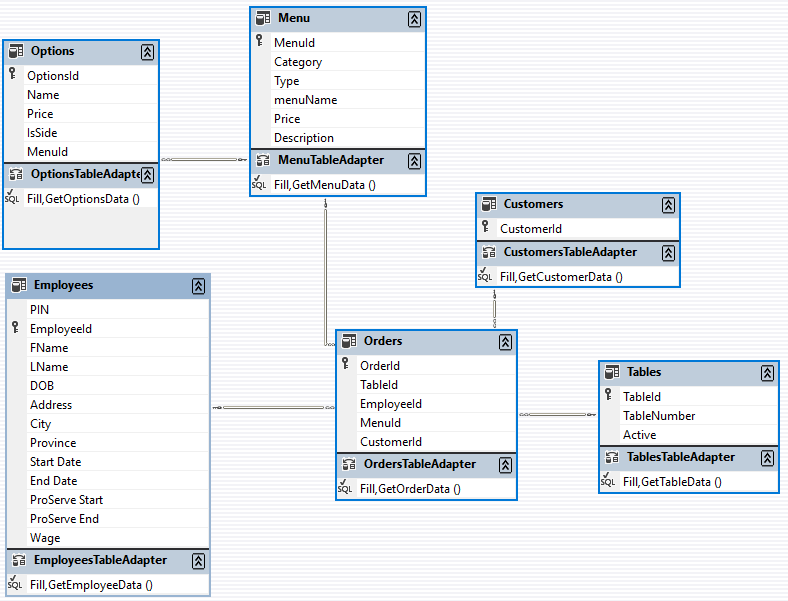 Menu
MenuId
Category
Type
menuName
Price
Description
MenuTableAdapter
SQL
Fill,GetMenuData ()
Options
OptionsId
Name
Price
IsSide
MenuId
OptionsTableAdapte
SQL
Fill,GetOptionsData ()
Customers
CustomerId
CustomersTableAdapter
SQL
Fill,GetCustomerData ()
Employees
PIN
EmployeeId
FName
LName
DOB
Address
City
Province
Start Date
End Date
ProServe Start
ProServe End
Wage
EmployeesTableAdapter
SQL
Fill,GetEmployeeData ()
Orders
OrderId
TableId
EmployeeId
MenuId
CustomerId
OrdersTableAdapter
SQL
Fill,GetOrderData ()
Tables
TableId
TableNumber
Active
TablesTableAdapter
SQL
Fill,GetTableData ()